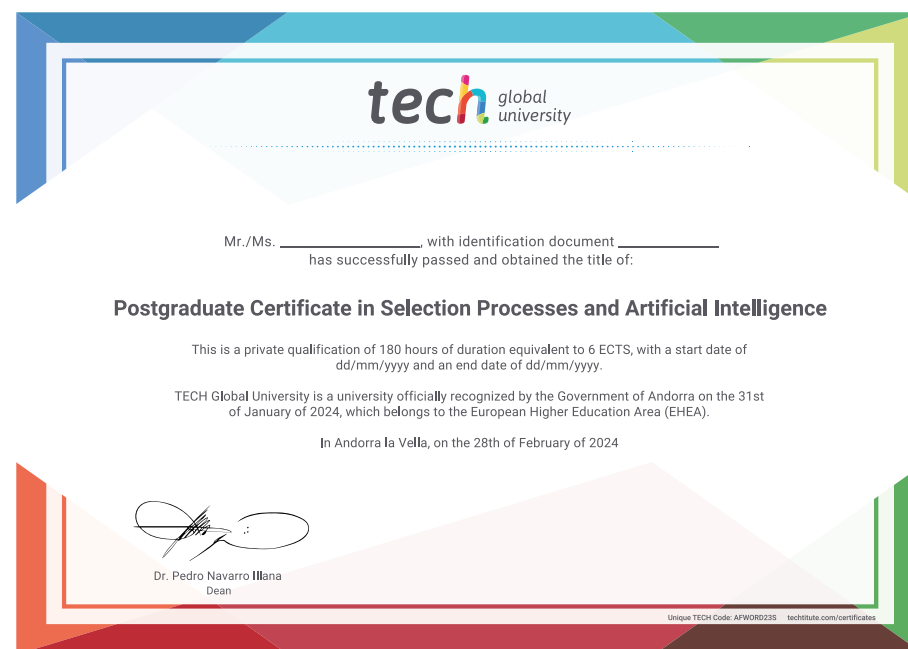 tech global
university
Mr./Ms. ____________, with identification document ____________
has successfully passed and obtained the title of:
Postgraduate Certificate in Selection Processes and Artificial Intelligence
This is a private qualification of 180 hours of duration equivalent to 6 ECTS, with a start date of
dd/mm/yyyy and an end date of dd/mm/yyyy.
TECH Global University is a university officially recognized by the Government of Andorra on the 31st
of January of 2024, which belongs to the European Higher Education Area (EHEA).
In Andorra la Vella, on the 28th of February of 2024
Dr. Pedro Navarro Illana
Dean
Unique TECH Code: AFWORD23S techtitute.com/certificates